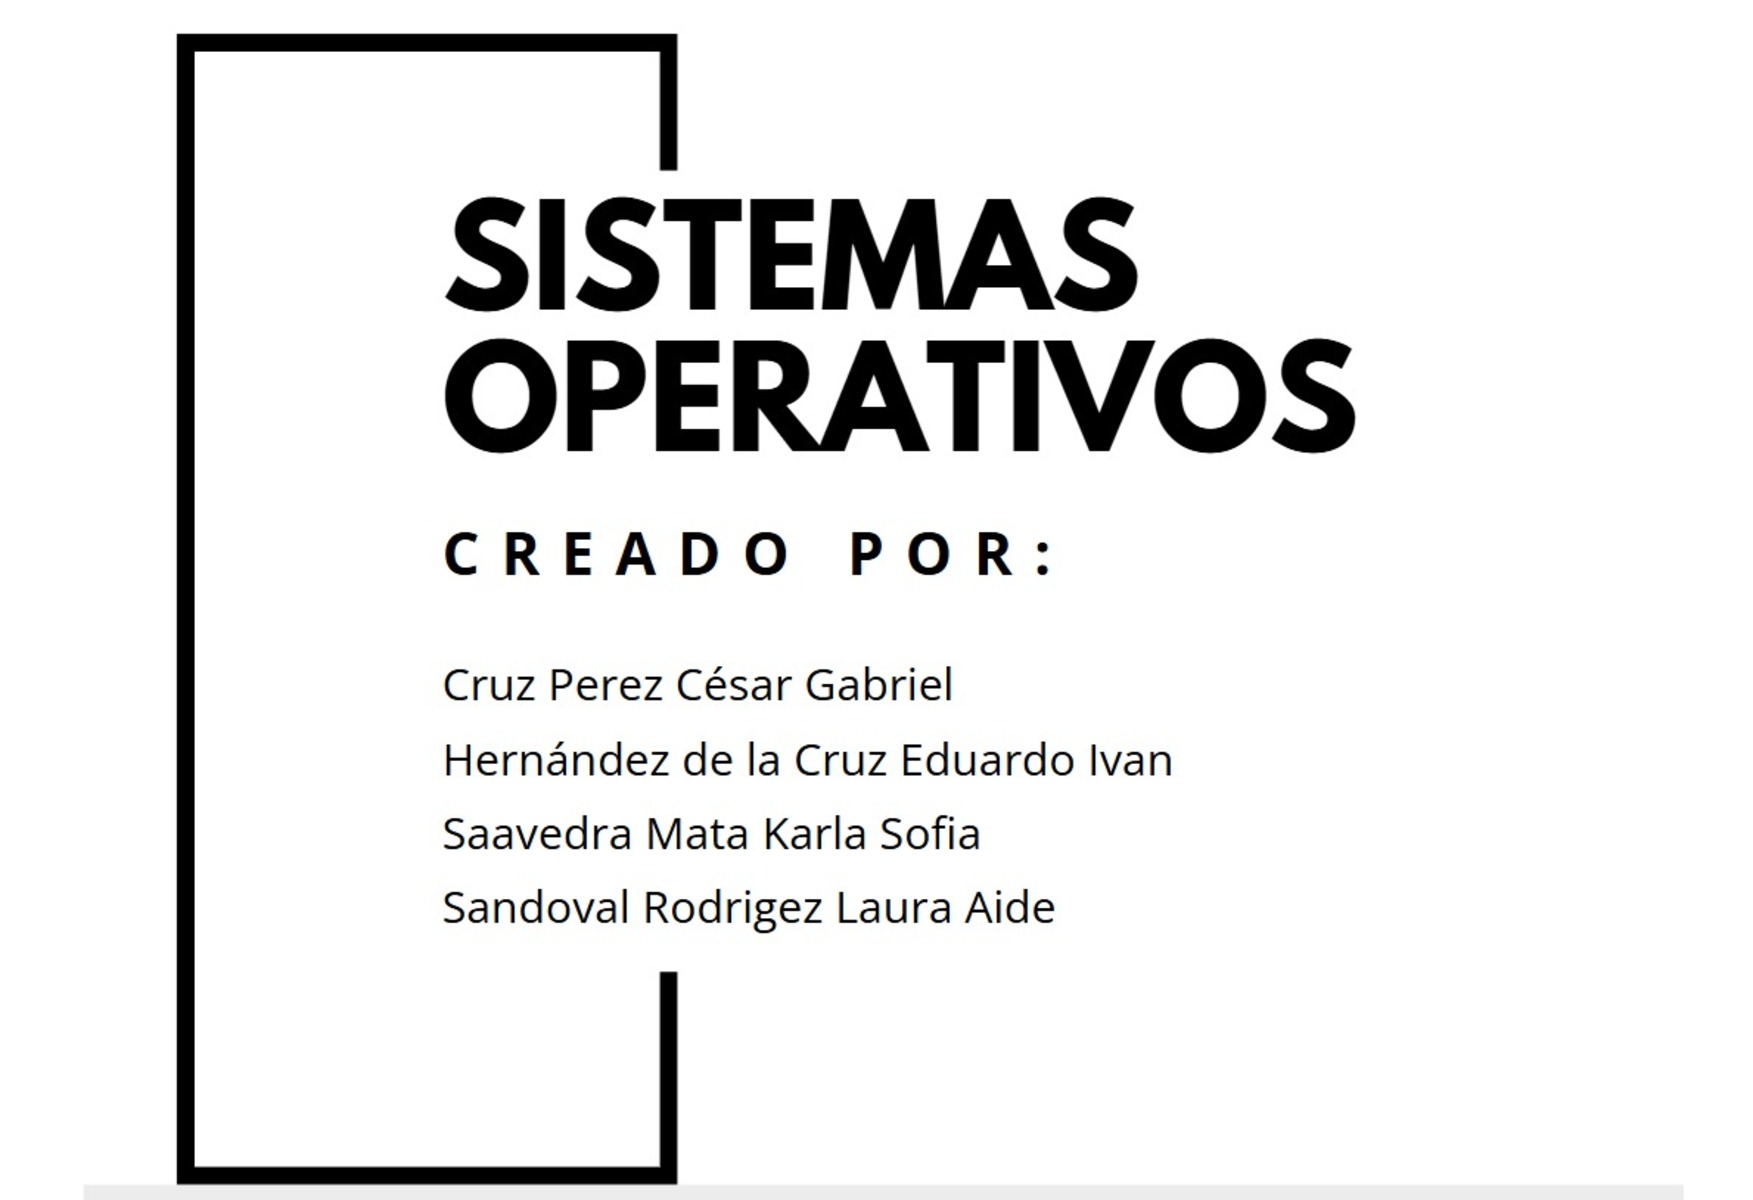 SISTEMAS
OPERATIVOS
CREADO POR:
Cruz Perez César Gabriel
Hernández de la Cruz Eduardo Ivan
Saavedra Mata Karla Sofia
Sandoval Rodrigez Laura Aide